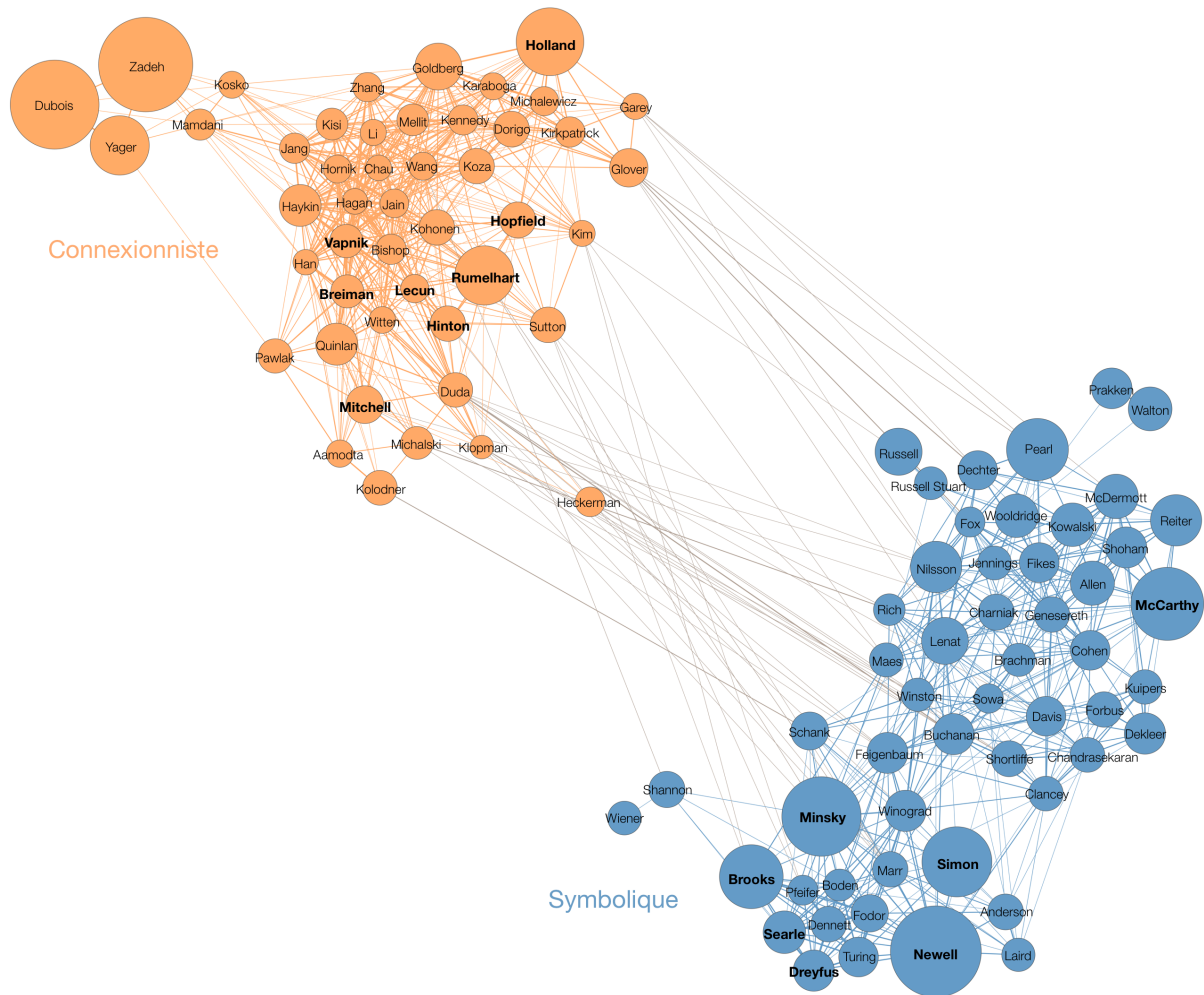 Holland
Zadeh
Goldberg
Kosko
Zhang
Karaboga
Michalewicz
Dubois
Garey
Mamdani
Kisi
Li
Mellit
Kennedy
Dorigo
Kirkpatrick
Yager
Jang
Hornik
Chau
Wang
Koza
Glover
Haykin
Hagan
Jain
Hopfield
Kohonen
Kim
Connexionniste
Vapnik
Bishop
Han
Rumelhart
Breiman
Lecun
Witten
Hinton
Sutton
Quinlan
Pawlak
Duda
Prakken
Mitchell
Walton
Michalski
Klopman
Aamodta
Pearl
Russell
Dechter
Kolodner
Russell Stuart
McDermott
Heckerman
Fox
Wooldridge
Kowalski
Reiter
Shoham
Nilsson
Jennings
Fikes
Allen
McCarthy
Rich
Charniak
Genesereth
Lenat
Cohen
Maes
Brachman
Kuipers
Winston
Sowa
Davis
Forbus
Schank
Buchanan
Dekleer
Feigenbaum
Shortliffe
Chandrasekaran
Shannon
Clancey
Wiener
Minsky
Winograd
Simon
Marr
Brooks
Pfeifer
Boden
Symbolique
Anderson
Fodor
Dennett
Searle
Newell
Turing
Laird
Dreyfus